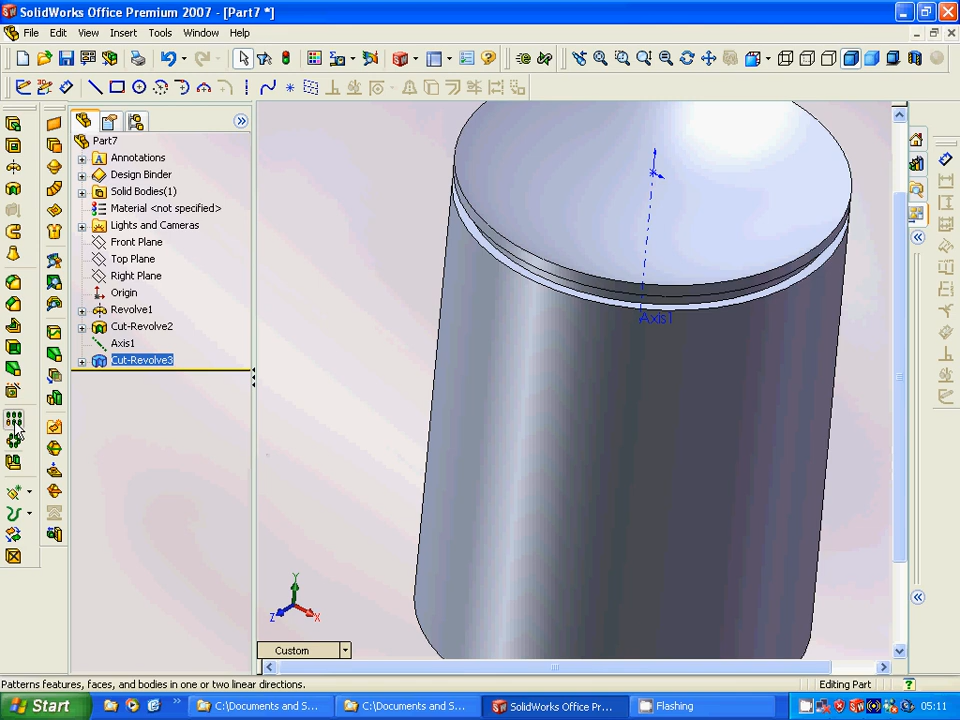 SolidWorks Office Premium 2007 - [Part7 *]
File Edit View Insert Tools Window Help
Part7
Annotations
Design Binder
Solid Bodies(1)
Material <not specified>
Lights and Cameras
Front Plane
Top Plane
Right Plane
Origin
Revolve1
Cut-Revolve2
Axis1
Cut-Revolve3
Axis1
Y
Z
X
Custom
Patterns features, faces, and bodies in one or two linear directions.
Editing Part
Start
C:\Documents and S...
C:\Documents and S...
SolidWorks Office Pr...
Flashing
05:11